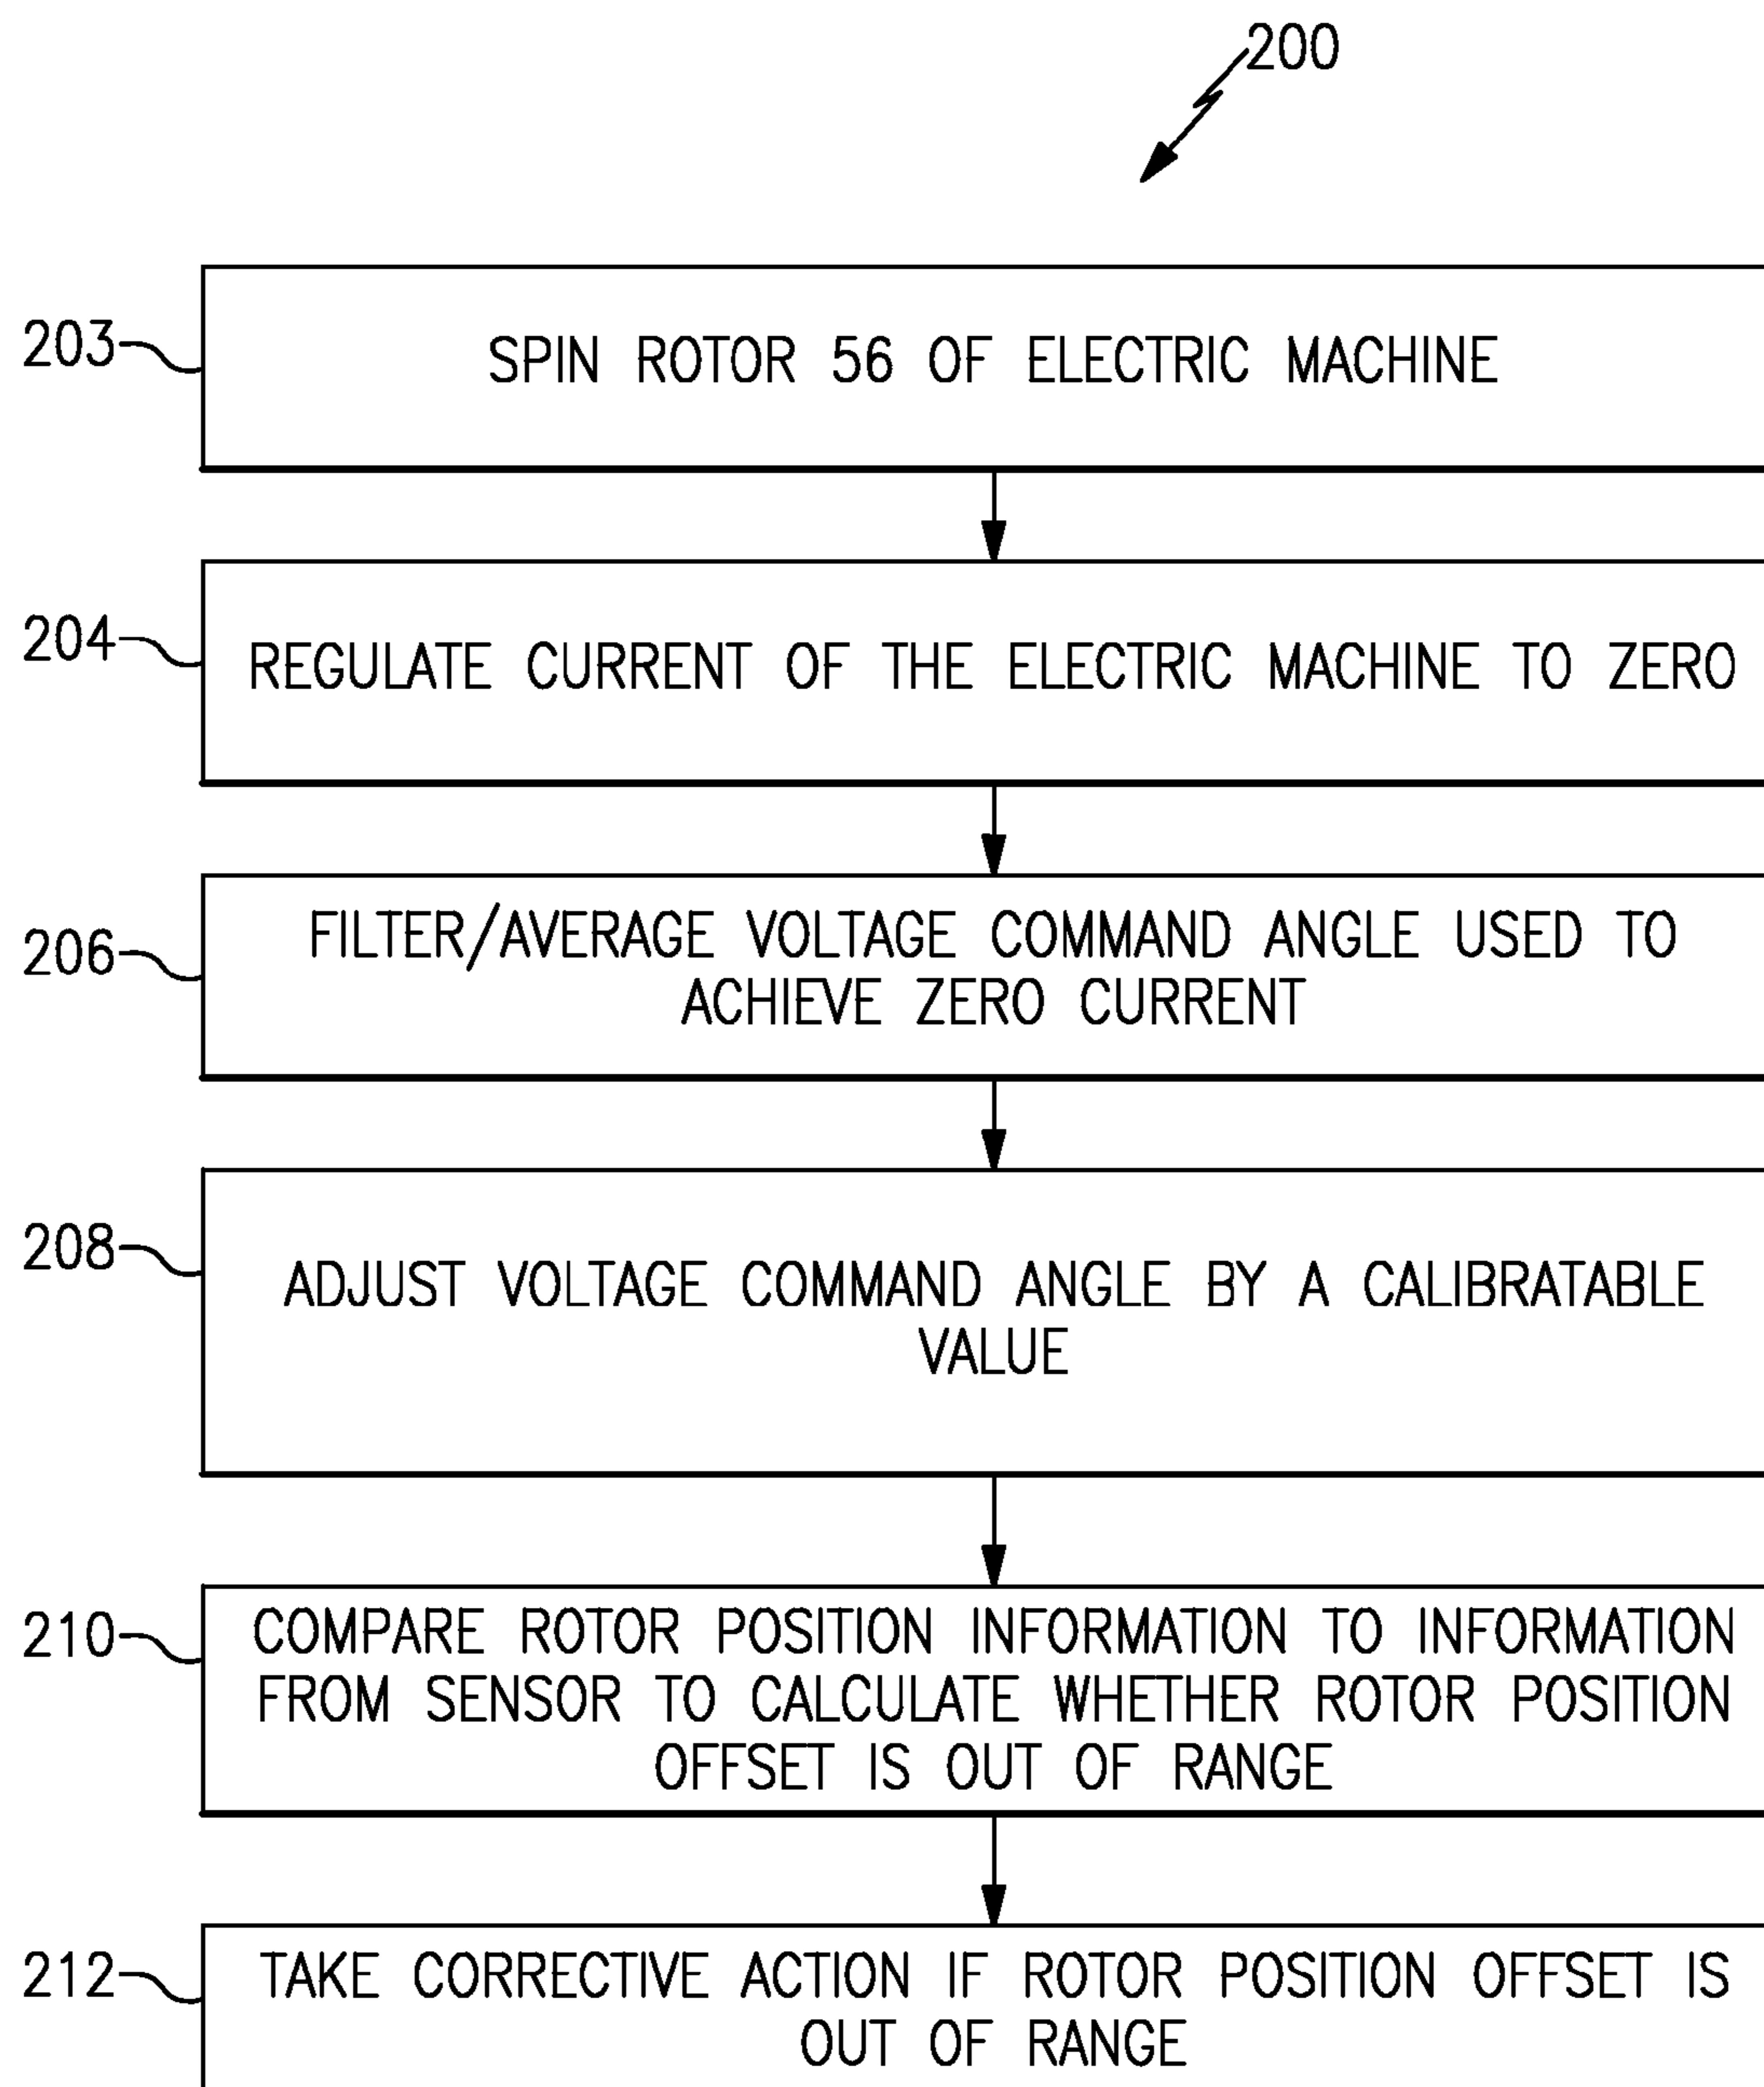 200
203
SPIN ROTOR 56 OF ELECTRIC MACHINE
204
REGULATE CURRENT OF THE ELECTRIC MACHINE TO ZERO
206
FILTER/AVERAGE VOLTAGE COMMAND ANGLE USED TO
ACHIEVE ZERO CURRENT
208
ADJUST VOLTAGE COMMAND ANGLE BY A CALIBRATABLE
VALUE
210
COMPARE ROTOR POSITION INFORMATION TO INFORMATION
FROM SENSOR TO CALCULATE WHETHER ROTOR POSITION
OFFSET IS OUT OF RANGE
212
TAKE CORRECTIVE ACTION IF ROTOR POSITION OFFSET IS
OUT OF RANGE